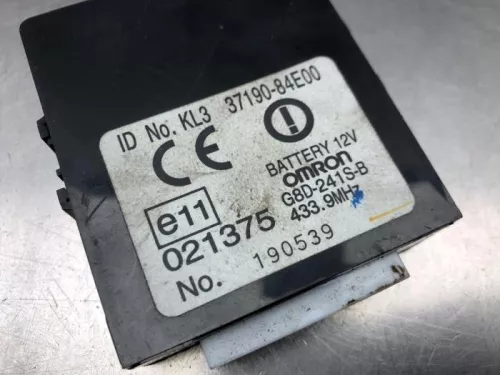 ID No. KL3 37190-84E00
CE
BATTERY 12V
OMRON
G8D-241S-B
433.9MHz
e11
021375
No. 190539